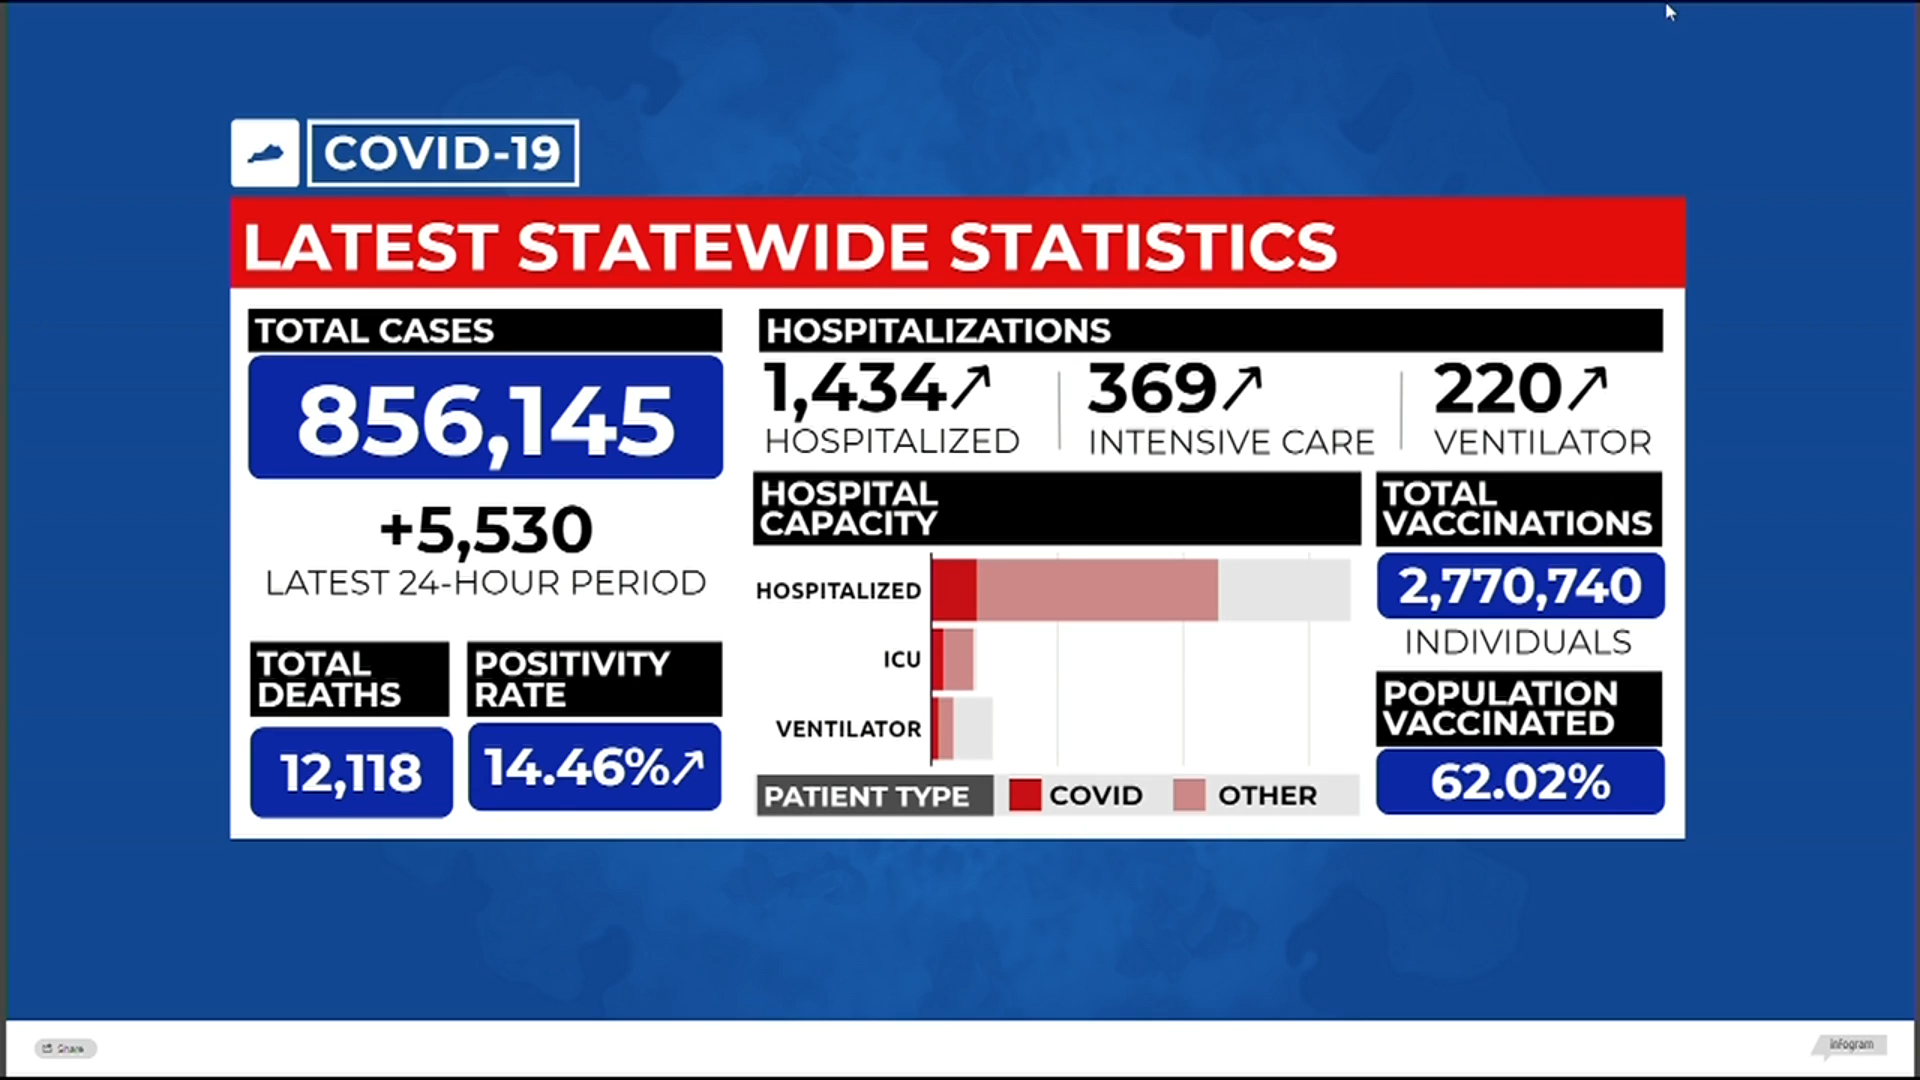 COVID-19
LATEST STATEWIDE STATISTICS
TOTAL CASES
856,145
+5,530
LATEST 24-HOUR PERIOD
TOTAL
DEATHS
12,118
POSITIVITY
RATE
14.46%↗
HOSPITALIZATIONS
1,434↗
HOSPITALIZED
369↗
INTENSIVE CARE
220↗
VENTILATOR
HOSPITAL
CAPACITY
HOSPITALIZED
ICU
VENTILATOR
PATIENT TYPE COVID OTHER
TOTAL
VACCINATIONS
2,770,740
INDIVIDUALS
POPULATION
VACCINATED
62.02%
Share
infogram